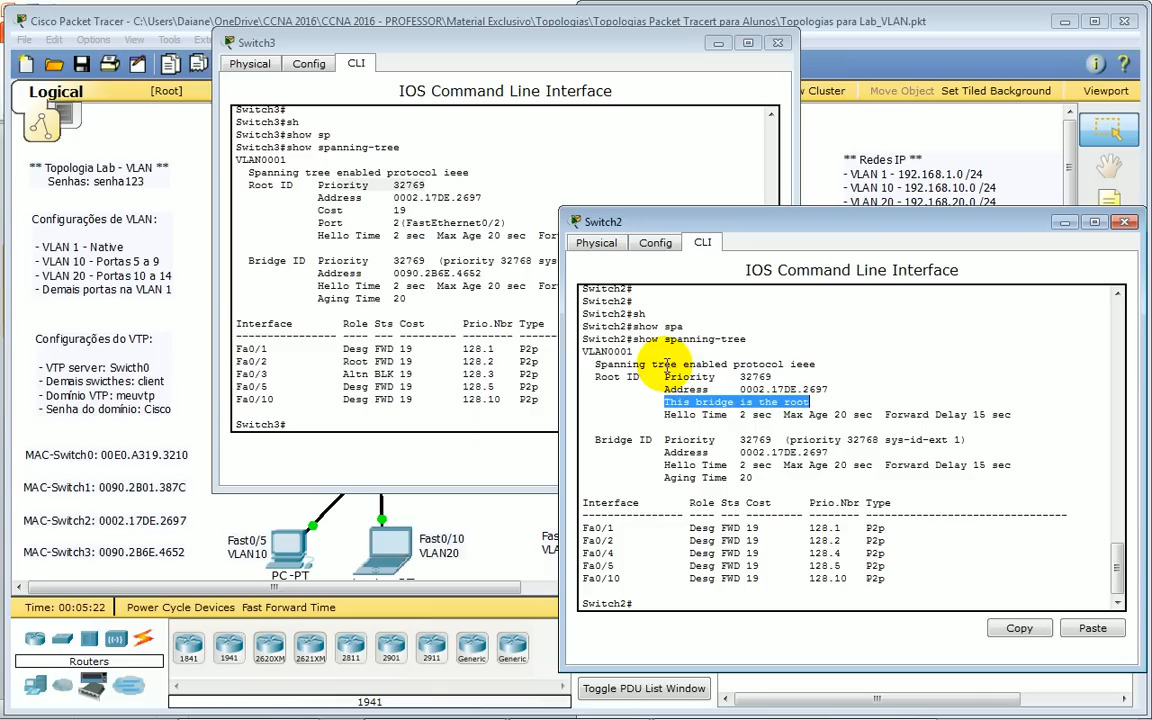 Cisco Packet Tracer - C:\Users\Daiane\OneDrive\CCNA 2016\CCNA 2016 - PROFESSOR\Material Exclusivo\Topologias\Topologias Packet Tracert para Alunos\Topologias para Lab_VLAN.pkt
File Edit Options View Tools Ext
Logical
[Root]
** Topologia Lab - VLAN **
Senhas: senha123
Configurações de VLAN:
- VLAN 1 - Native
- VLAN 10 - Portas 5 a 9
- VLAN 20 - Portas 10 a 14
- Demais portas na VLAN 1
Configurações do VTP:
- VTP server: Swicth0
- Demais swicthes: client
- Domínio VTP: meuvtp
- Senha do domínio: Cisco
MAC-Switch0: 00E0.A319.3210
MAC-Switch1: 0090.2B01.387C
MAC-Switch2: 0002.17DE.2697
MAC-Switch3: 0090.2B6E.4652
Switch3
Physical Config CLI
IOS Command Line Interface
Switch3#
Switch3#sh
Switch3#show sp
Switch3#show spanning-tree
VLAN0001
Spanning tree enabled protocol ieee
Root ID Priority 32769
Address 0002.17DE.2697
Cost 19
Port 2(FastEthernet0/2)
Hello Time 2 sec Max Age 20 sec For
Bridge ID Priority 32769 (priority 32768 sys
Address 0090.2B6E.4652
Hello Time 2 sec Max Age 20 sec For
Aging Time 20
Interface Role Sts Cost Prio.Nbr Type
---------------- ---- --- --------- -------- --------
Fa0/1 Desg FWD 19 128.1 P2p
Fa0/2 Root FWD 19 128.2 P2p
Fa0/3 Altn BLK 19 128.3 P2p
Fa0/5 Desg FWD 19 128.5 P2p
Fa0/10 Desg FWD 19 128.10 P2p
Switch3#
Cluster Move Object Set Tiled Background Viewport
** Redes IP **
- VLAN 1 - 192.168.1.0 /24
- VLAN 10 - 192.168.10.0 /24
- VLAN 20 - 192.168.20.0 /24
Switch2
Physical Config CLI
IOS Command Line Interface
Switch2#
Switch2#
Switch2#sh
Switch2#show spa
Switch2#show spanning-tree
VLAN0001
Spanning tree enabled protocol ieee
Root ID Priority 32769
Address 0002.17DE.2697
This bridge is the root
Hello Time 2 sec Max Age 20 sec Forward Delay 15 sec
Bridge ID Priority 32769 (priority 32768 sys-id-ext 1)
Address 0002.17DE.2697
Hello Time 2 sec Max Age 20 sec Forward Delay 15 sec
Aging Time 20
Interface Role Sts Cost Prio.Nbr Type
---------------- ---- --- --------- -------- --------------------------------
Fa0/1 Desg FWD 19 128.1 P2p
Fa0/2 Desg FWD 19 128.2 P2p
Fa0/4 Desg FWD 19 128.4 P2p
Fa0/5 Desg FWD 19 128.5 P2p
Fa0/10 Desg FWD 19 128.10 P2p
Switch2#
Copy Paste
Fast0/5
VLAN10
PC-PT
Fast0/10
VLAN20
Time: 00:05:22 Power Cycle Devices Fast Forward Time
Routers
1841 1941 2620XM 2621XM 2811 2901 2911 Generic Generic
1941
Toggle PDU List Window